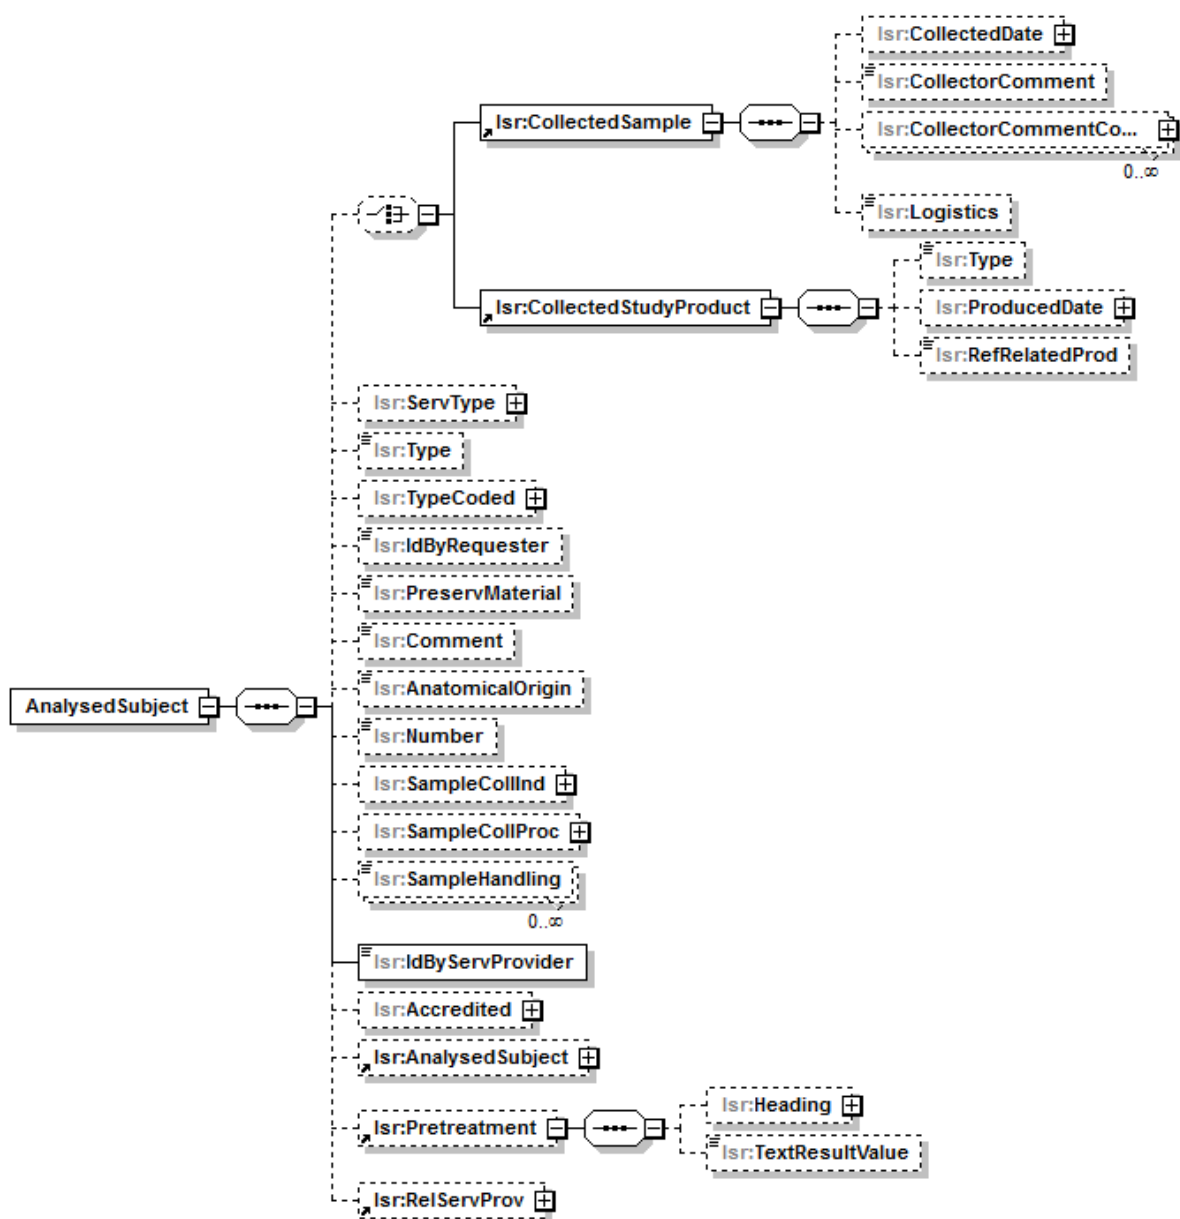 lsr:CollectedDate
lsr:CollectorComment
lsr:CollectedSample
lsr:CollectorCommentCo...
0..∞
lsr:Logistics
lsr:Type
lsr:CollectedStudyProduct
lsr:ProducedDate
lsr:RefRelatedProd
lsr:ServType
lsr:Type
lsr:TypeCoded
lsr:IdByRequester
lsr:PreservMaterial
lsr:Comment
lsr:AnatomicalOrigin
AnalysedSubject
lsr:Number
lsr:SampleCollInd
lsr:SampleCollProc
lsr:SampleHandling
0..∞
lsr:IdByServProvider
lsr:Accredited
lsr:AnalysedSubject
lsr:Heading
lsr:Pretreatment
lsr:TextResultValue
lsr:RelServProv